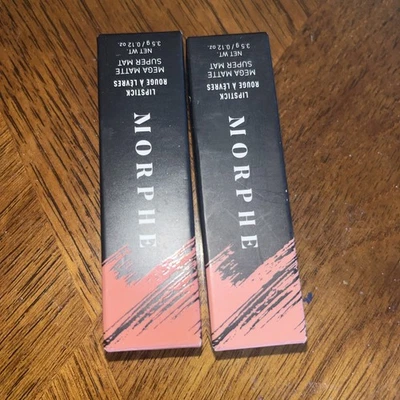 MORPHE
LIPSTICK
ROUGE À LÈVRES
MEGA MATTE
SUPER MAT
NET WT.
3.5 g / 0.12 oz.
MORPHE
LIPSTICK
ROUGE À LÈVRES
MEGA MATTE
SUPER MAT
NET WT.
3.5 g / 0.12 oz.